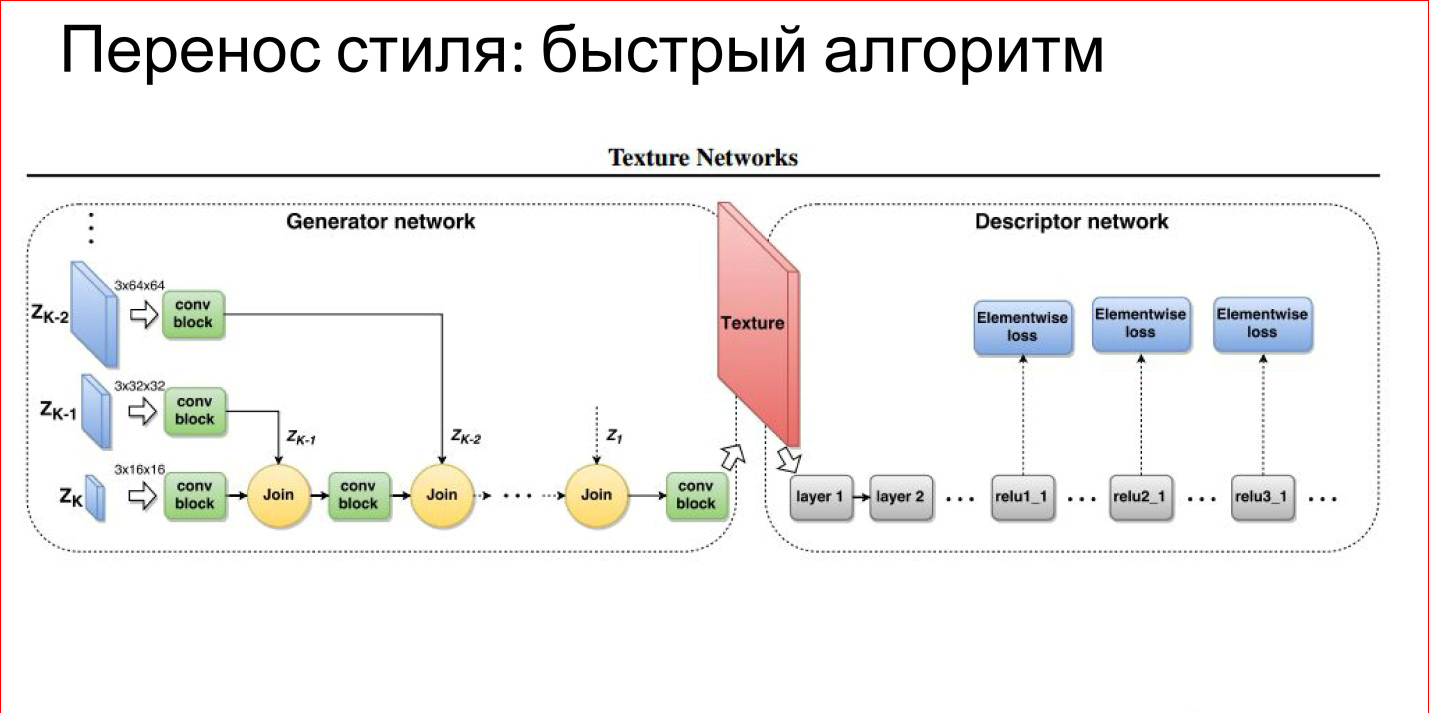 Перенос стиля: быстрый алгоритм
Texture Networks
Generator network
Descriptor network
3x64x64
Z_{K-2}
conv
block
3x32x32
Z_{K-1}
conv
block
3x16x16
Z_K
conv
block
Z_{K-1}
Join
conv
block
Z_{K-2}
Join
...
Z_1
Join
conv
block
Texture
Elementwise
loss
Elementwise
loss
Elementwise
loss
layer 1
layer 2
...
relu1_1
...
relu2_1
...
relu3_1
...